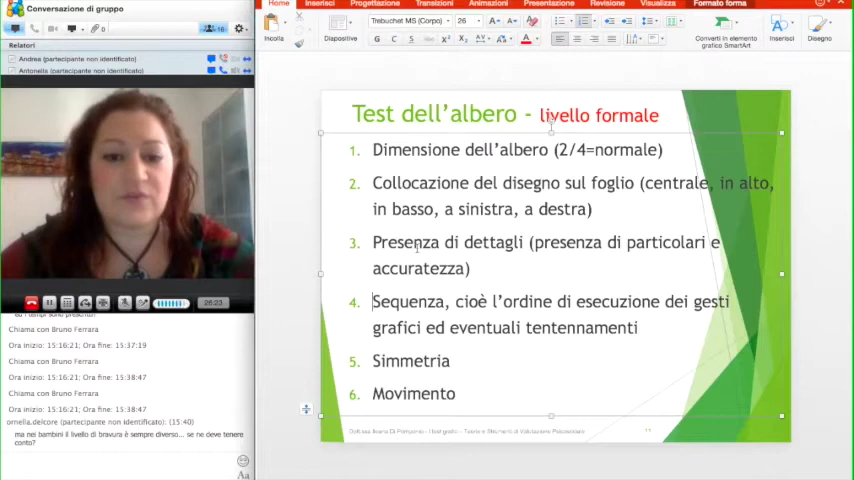 Conversazione di gruppo
0
16
Relatori
Andrea (partecipante non identificato)
Antonella (partecipante non identificato)
26:23
ed i tempi sono prescritti
Chiama con Bruno Ferrara
Ora inizio: 15:16:21; Ora fine: 15:37:19
Chiama con Bruno Ferrara
Ora inizio: 15:16:21; Ora fine: 15:38:47
Chiama con Bruno Ferrara
Ora inizio: 15:16:21; Ora fine: 15:38:47
ornella.delcore (partecipante non identificato) (15:40)
ma nei bambini il livello di bravura è sempre diverso... se ne deve tenere
conto?
Home Inserisci Progettazione Transizioni Animazioni Presentazione Revisione Visualizza Formato forma
Incolla
Diapositive
Trebuchet MS (Corpo) 26
G C S
Converti in elemento
grafico SmartArt
Inserisci
Disegno
Test dell'albero - livello formale
1. Dimensione dell'albero (2/4=normale)
2. Collocazione del disegno sul foglio (centrale, in alto,
in basso, a sinistra, a destra)
3. Presenza di dettagli (presenza di particolari e
accuratezza)
4. Sequenza, cioè l'ordine di esecuzione dei gesti
grafici ed eventuali tentennamenti
5. Simmetria
6. Movimento